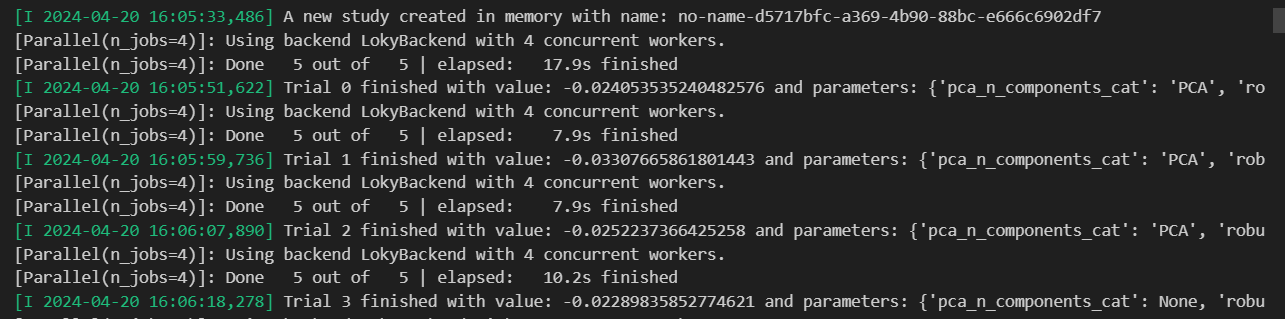 [I 2024-04-20 16:05:33,486] A new study created in memory with name: no-name-d5717bfc-a369-4b90-88bc-e666c6902df7
[Parallel(n_jobs=4)]: Using backend LokyBackend with 4 concurrent workers.
[Parallel(n_jobs=4)]: Done   5 out of   5 | elapsed:   17.9s finished
[I 2024-04-20 16:05:51,622] Trial 0 finished with value: -0.024053535240482576 and parameters: {'pca_n_components_cat': 'PCA', 'ro
[Parallel(n_jobs=4)]: Using backend LokyBackend with 4 concurrent workers.
[Parallel(n_jobs=4)]: Done   5 out of   5 | elapsed:    7.9s finished
[I 2024-04-20 16:05:59,736] Trial 1 finished with value: -0.03307665861801443 and parameters: {'pca_n_components_cat': 'PCA', 'rob
[Parallel(n_jobs=4)]: Using backend LokyBackend with 4 concurrent workers.
[Parallel(n_jobs=4)]: Done   5 out of   5 | elapsed:    7.9s finished
[I 2024-04-20 16:06:07,890] Trial 2 finished with value: -0.0252237366425258 and parameters: {'pca_n_components_cat': 'PCA', 'robu
[Parallel(n_jobs=4)]: Using backend LokyBackend with 4 concurrent workers.
[Parallel(n_jobs=4)]: Done   5 out of   5 | elapsed:   10.2s finished
[I 2024-04-20 16:06:18,278] Trial 3 finished with value: -0.02289835852774621 and parameters: {'pca_n_components_cat': None, 'robu